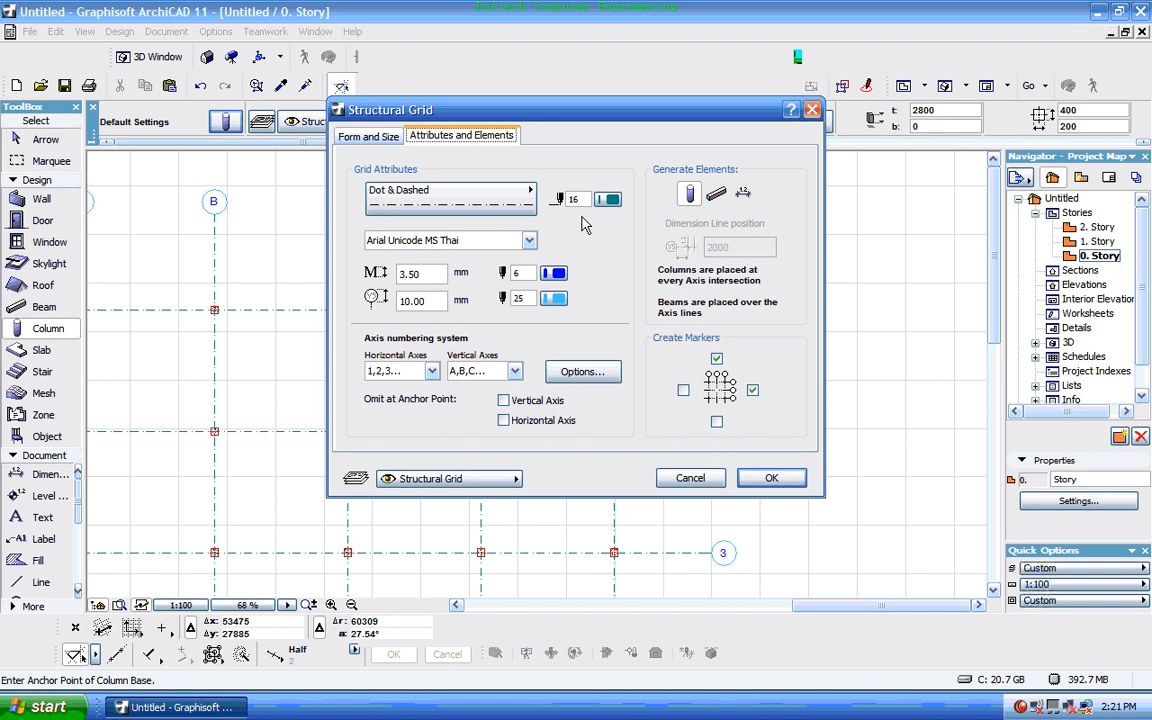 Untitled - Graphisoft ArchiCAD 11 - [Untitled / 0. Story]
File Edit View Design Document Options Teamwork Window Help
3D Window
Go
ToolBox
Select
Arrow
Marquee
Design
Wall
Door
Window
Skylight
Roof
Beam
Column
Slab
Stair
Mesh
Zone
Object
Document
Dimen...
Level ...
Text
Label
Fill
Line
More
Default Settings
Struc
t: 2800
b: 0
400
200
B
3
Structural Grid
Form and Size
Attributes and Elements
Grid Attributes
Dot & Dashed
16
Arial Unicode MS Thai
3.50 mm
6
10.00 mm
25
Axis numbering system
Horizontal Axes Vertical Axes
1,2,3... A,B,C...
Options...
Omit at Anchor Point:
Vertical Axis
Horizontal Axis
Generate Elements:
Dimension Line position
2000
Columns are placed at
every Axis intersection
Beams are placed over the
Axis lines
Create Markers
Structural Grid
Cancel
OK
Navigator - Project Map
Untitled
Stories
2. Story
1. Story
0. Story
Sections
Elevations
Interior Elevation
Worksheets
Details
3D
Schedules
Project Indexes
Lists
Info
Properties
0. Story
Settings...
Quick Options
Custom
1:100
Custom
1:100
68 %
Δx: 53475
Δy: 27885
Δr: 60309
a: 27.54°
Half
2
OK
Cancel
Enter Anchor Point of Column Base.
C: 20.7 GB
392.7 MB
start
Untitled - Graphisoft ...
2:21 PM